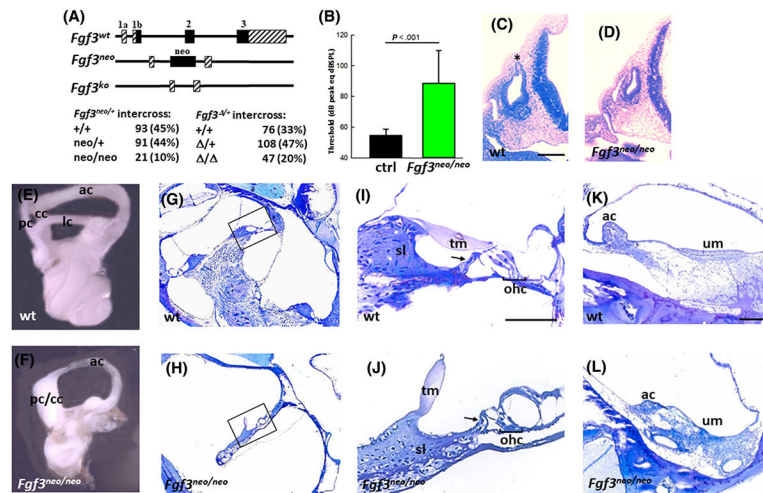 (A)
1a 1b 2 3
Fgf3wt
neo
Fgf3neo
Fgf3ko
Fgf3neo/+ intercross: Fgf3Δ/+ intercross:
+/+ 93 (45%) +/+ 76 (33%)
neo/+ 91 (44%) Δ/+ 108 (47%)
neo/neo 21 (10%) Δ/Δ 47 (20%)
(B)
P < .001
Threshold (dB peak eq dBSPL)
120
100
80
60
40
ctrl Fgf3neo/neo
(C)
*
wt
(D)
Fgf3neo/neo
(E)
ac
cc
pc lc
wt
(G)
wt
(I)
tm
sl
ohc
wt
(K)
ac
um
wt
(F)
ac
pc/cc
Fgf3neo/neo
(H)
Fgf3neo/neo
(J)
tm
sl
ohc
Fgf3neo/neo
(L)
ac
um
Fgf3neo/neo